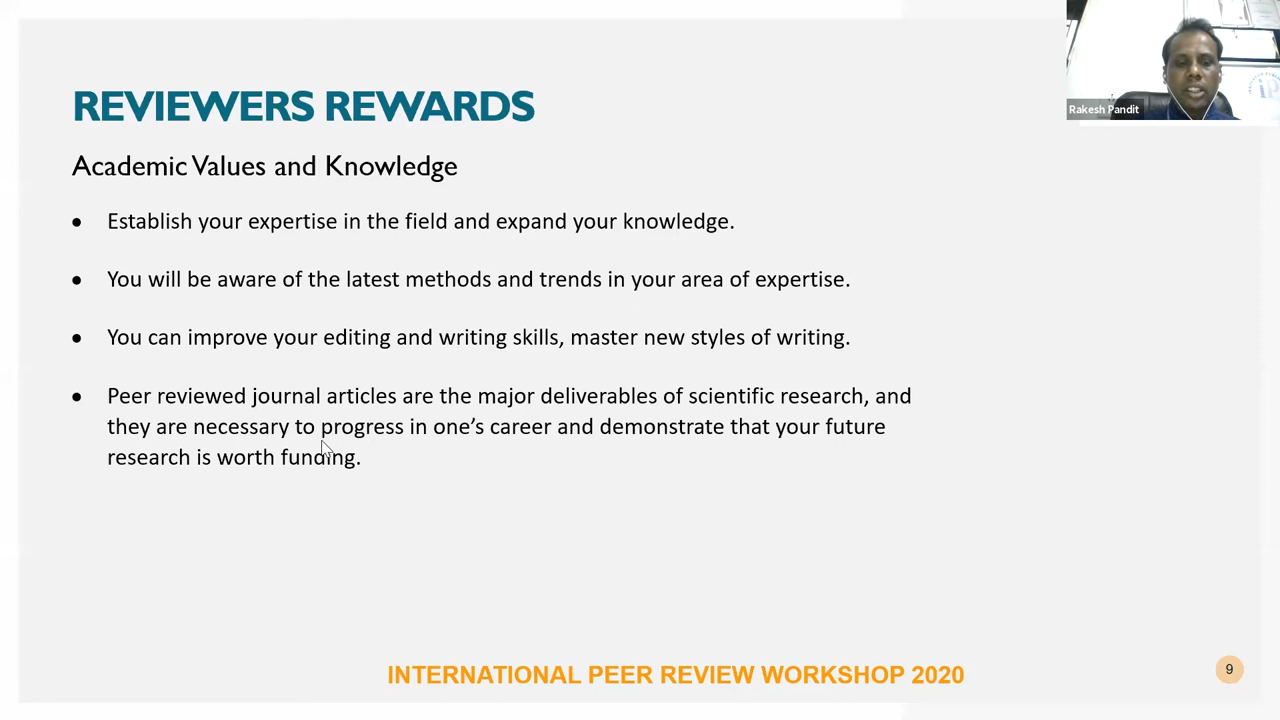 REVIEWERS REWARDS
Rakesh Pandit
Academic Values and Knowledge
• Establish your expertise in the field and expand your knowledge.
• You will be aware of the latest methods and trends in your area of expertise.
• You can improve your editing and writing skills, master new styles of writing.
• Peer reviewed journal articles are the major deliverables of scientific research, and
they are necessary to progress in one’s career and demonstrate that your future
research is worth funding.
INTERNATIONAL PEER REVIEW WORKSHOP 2020
9